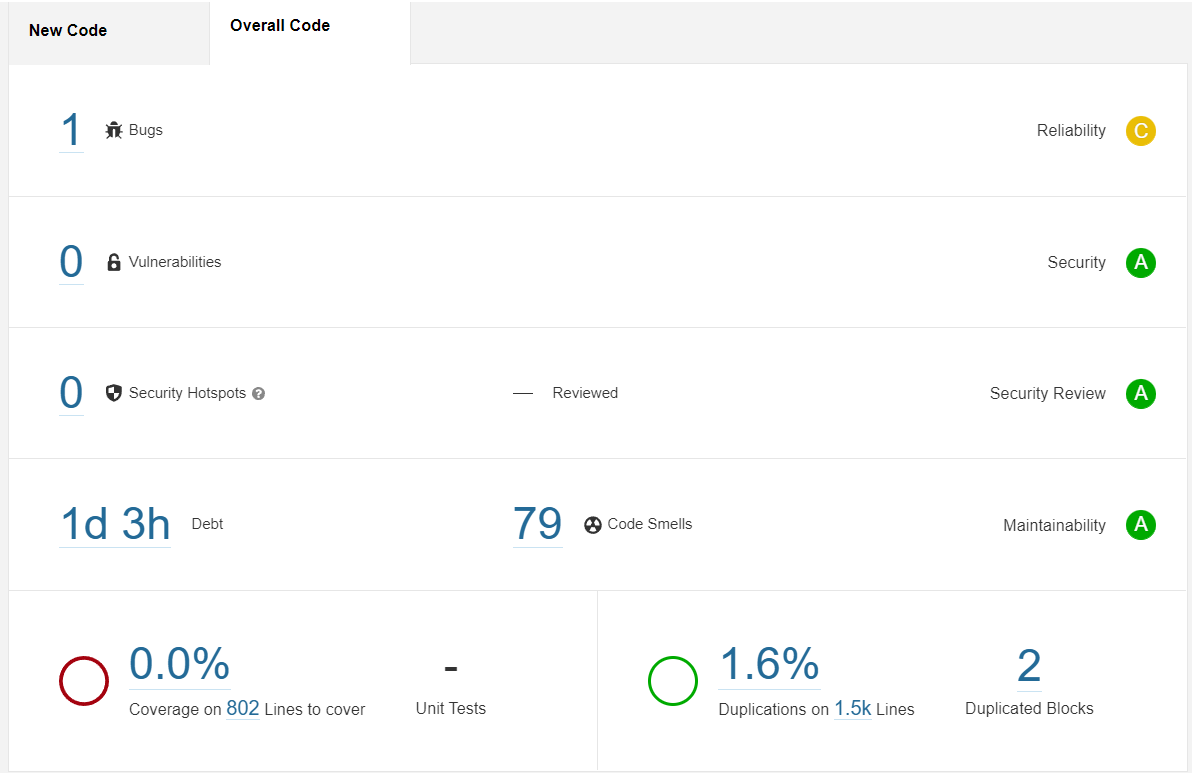 New Code
Overall Code
1 Bugs
Reliability C
0 Vulnerabilities
Security A
0 Security Hotspots ?
— Reviewed
Security Review A
1d 3h Debt
79 Code Smells
Maintainability A
0.0%
Coverage on 802 Lines to cover
-
Unit Tests
1.6%
Duplications on 1.5k Lines
2
Duplicated Blocks